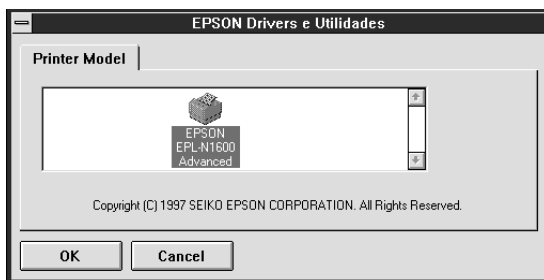 EPSON Drivers e Utilidades
Printer Model
EPSON
EPL-N1600
Advanced
Copyright (C) 1997 SEIKO EPSON CORPORATION. All Rights Reserved.
OK Cancel